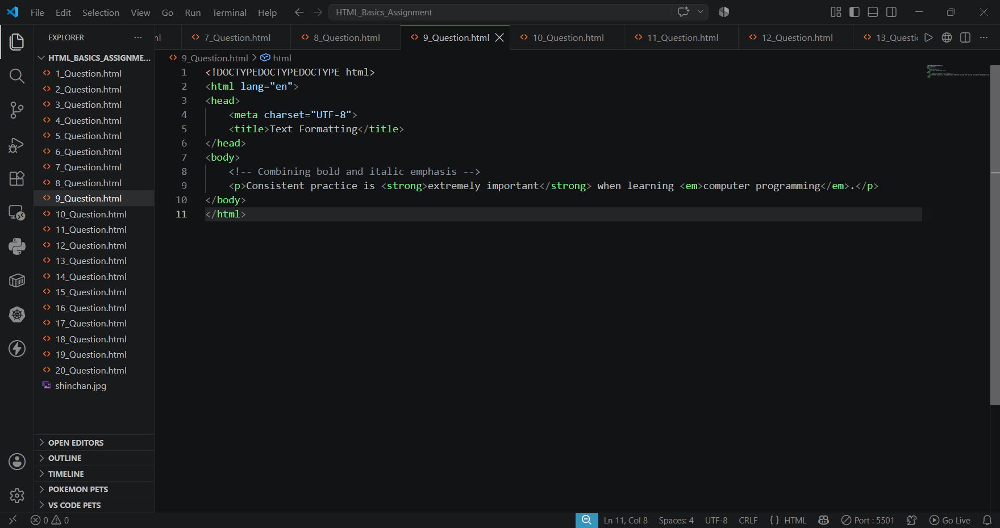 File Edit Selection View Go Run Terminal Help HTML_Basics_Assignment
EXPLORER
HTML_BASICS_ASSIGNME...
1_Question.html
2_Question.html
3_Question.html
4_Question.html
5_Question.html
6_Question.html
7_Question.html
8_Question.html
9_Question.html
10_Question.html
11_Question.html
12_Question.html
13_Question.html
14_Question.html
15_Question.html
16_Question.html
17_Question.html
18_Question.html
19_Question.html
20_Question.html
shinchan.jpg
OPEN EDITORS
OUTLINE
TIMELINE
POKEMON PETS
VS CODE PETS
nl 7_Question.html 8_Question.html 9_Question.html 10_Question.html 11_Question.html 12_Question.html 13_Questi
9_Question.html > html
1 <!DOCTYPEDOCTYPEDOCTYPE html>
2 <html lang="en">
3 <head>
4 <meta charset="UTF-8">
5 <title>Text Formatting</title>
6 </head>
7 <body>
8 <!-- Combining bold and italic emphasis -->
9 <p>Consistent practice is <strong>extremely important</strong> when learning <em>computer programming</em>.</p>
10 </body>
11 </html>
0 0 Ln 11, Col 8 Spaces: 4 UTF-8 CRLF { } HTML Port : 5501 Go Live